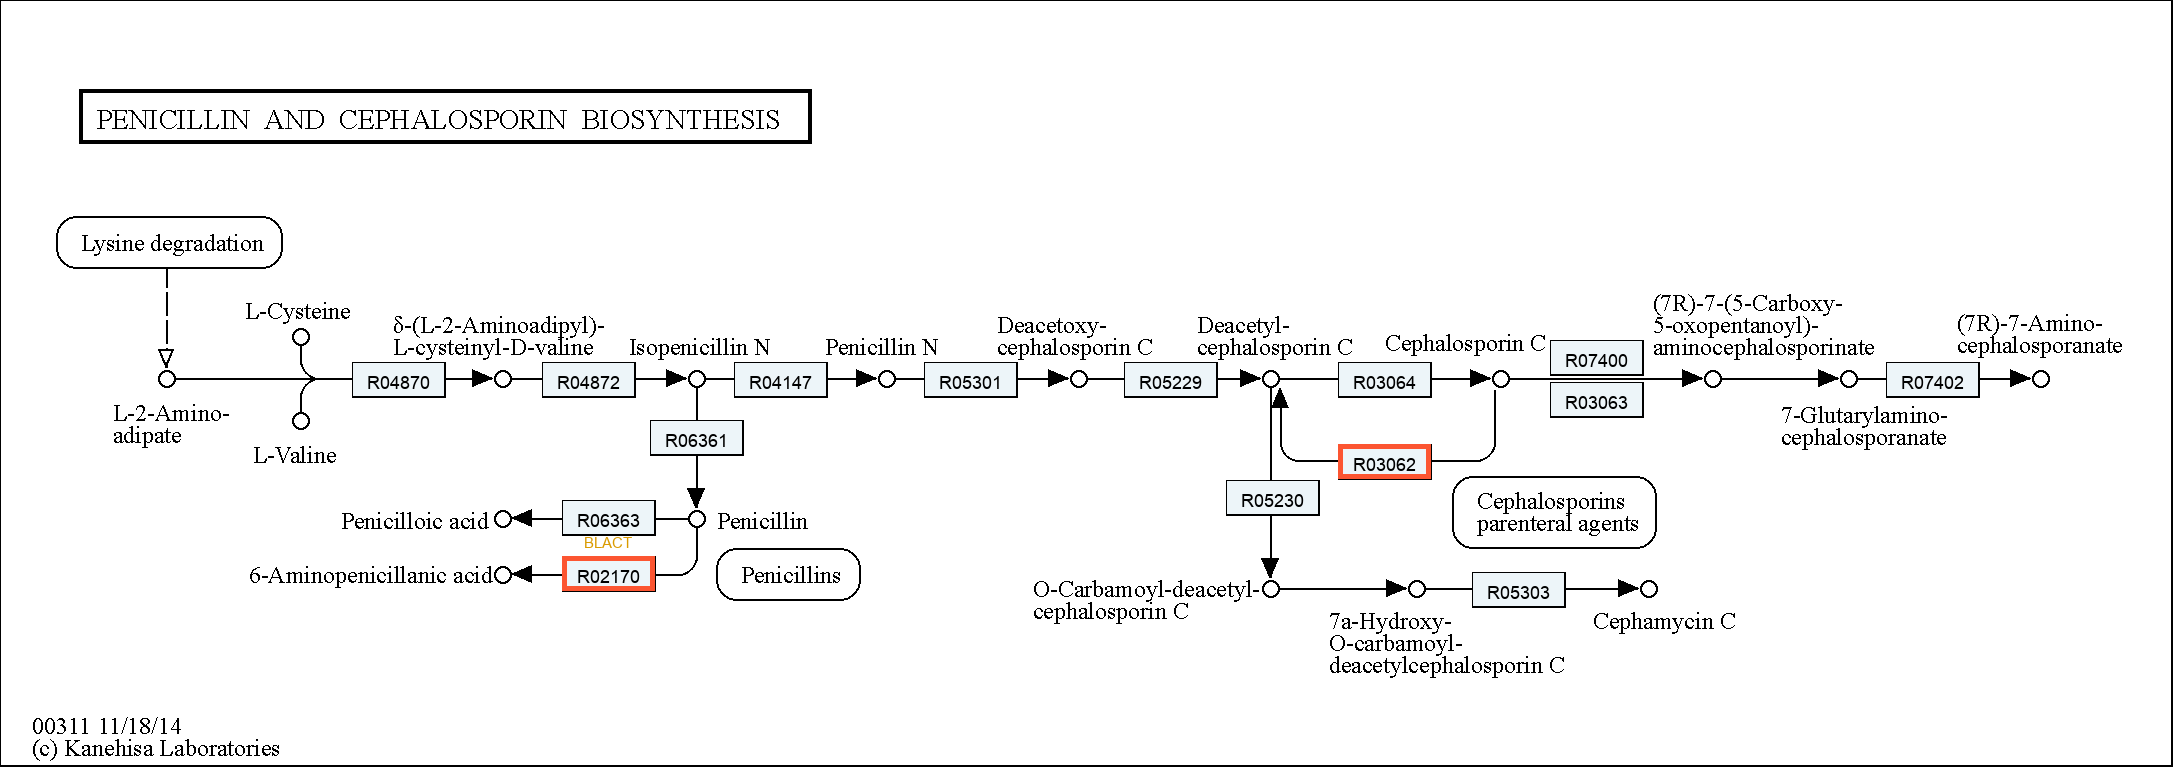 PENICILLIN AND CEPHALOSPORIN BIOSYNTHESIS
Lysine degradation
L-Cysteine
δ-(L-2-Aminoadipyl)-
L-cysteinyl-D-valine
Isopenicillin N
Penicillin N
Deacetoxy-
cephalosporin C
Deacetyl-
cephalosporin C
Cephalosporin C
(7R)-7-(5-Carboxy-
5-oxopentanoyl)-
aminocephalosporinate
(7R)-7-Amino-
cephalosporanate
R07400
R04870
R04872
R04147
R05301
R05229
R03064
R03063
R07402
L-2-Amino-
adipate
L-Valine
7-Glutarylamino-
cephalosporanate
R06361
R03062
R05230
Cephalosporins
parenteral agents
Penicilloic acid
R06363
Penicillin
BLACT
6-Aminopenicillanic acid
R02170
Penicillins
O-Carbamoyl-deacetyl-
cephalosporin C
R05303
7a-Hydroxy-
O-carbamoyl-
deacetylcephalosporin C
Cephamycin C
00311 11/18/14
(c) Kanehisa Laboratories